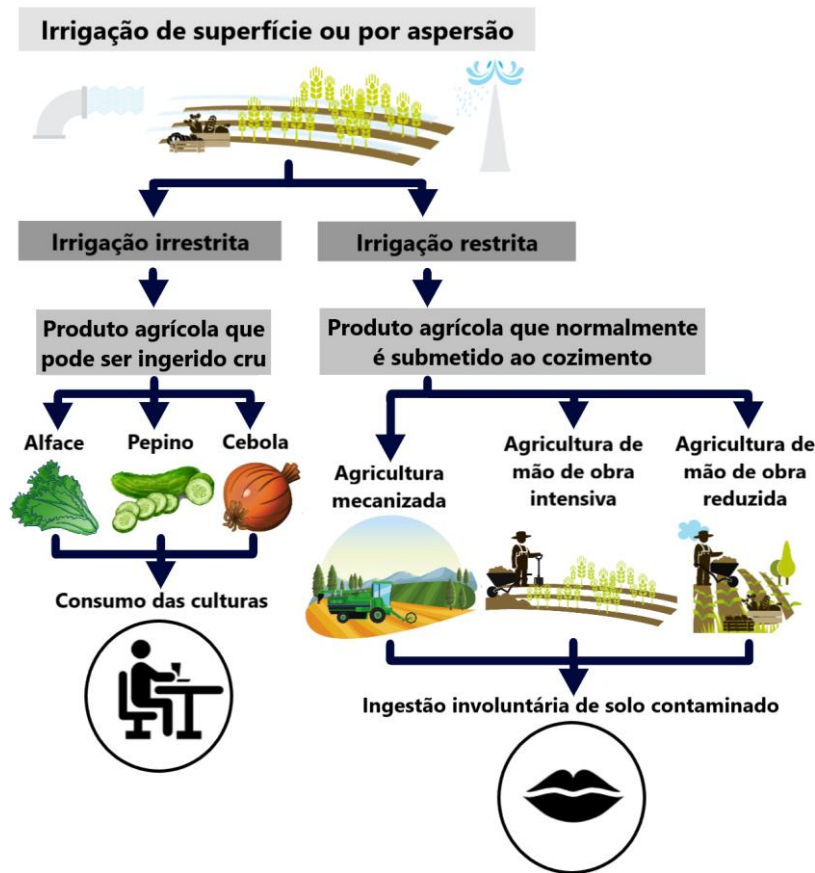 Irrigação de superfície ou por aspersão
Irrigação irrestrita
Irrigação restrita
Produto agrícola que
pode ser ingerido cru
Produto agrícola que normalmente
é submetido ao cozimento
Alface
Pepino
Cebola
Agricultura
mecanizada
Agricultura de
mão de obra
intensiva
Agricultura de
mão de obra
reduzida
Consumo das culturas
Ingestão involuntária de solo contaminado